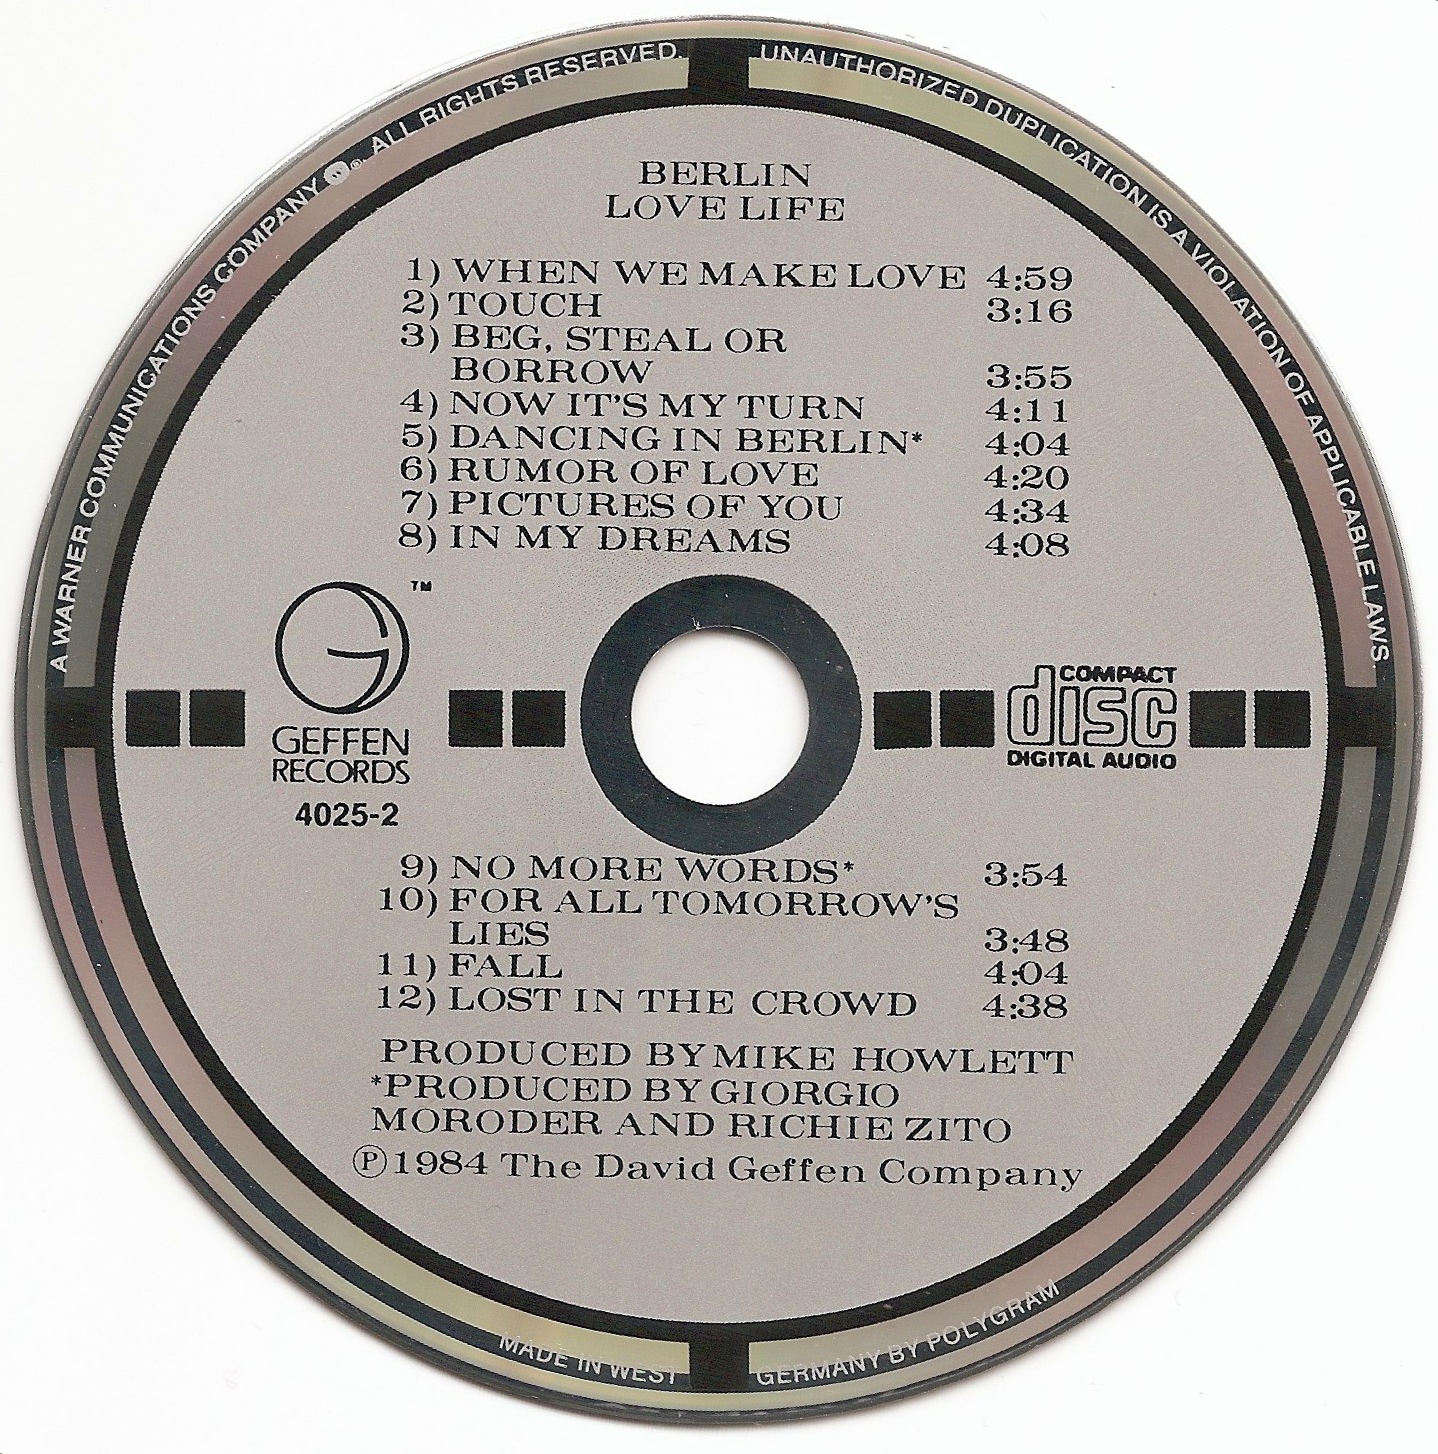 A WARNER COMMUNICATIONS COMPANY ®. ALL RIGHTS RESERVED.
UNAUTHORIZED DUPLICATION IS A VIOLATION OF APPLICABLE LAWS
BERLIN
LOVE LIFE
1) WHEN WE MAKE LOVE 4:59
2) TOUCH 3:16
3) BEG, STEAL OR
BORROW 3:55
4) NOW IT'S MY TURN 4:11
5) DANCING IN BERLIN* 4:04
6) RUMOR OF LOVE 4:20
7) PICTURES OF YOU 4:34
8) IN MY DREAMS 4:08
G TM
GEFFEN
RECORDS
4025-2
COMPACT
disc
DIGITAL AUDIO
9) NO MORE WORDS* 3:54
10) FOR ALL TOMORROW'S
LIES 3:48
11) FALL 4:04
12) LOST IN THE CROWD 4:38
PRODUCED BY MIKE HOWLETT
*PRODUCED BY GIORGIO
MORODER AND RICHIE ZITO
℗1984 The David Geffen Company
MADE IN WEST GERMANY BY POLYGRAM